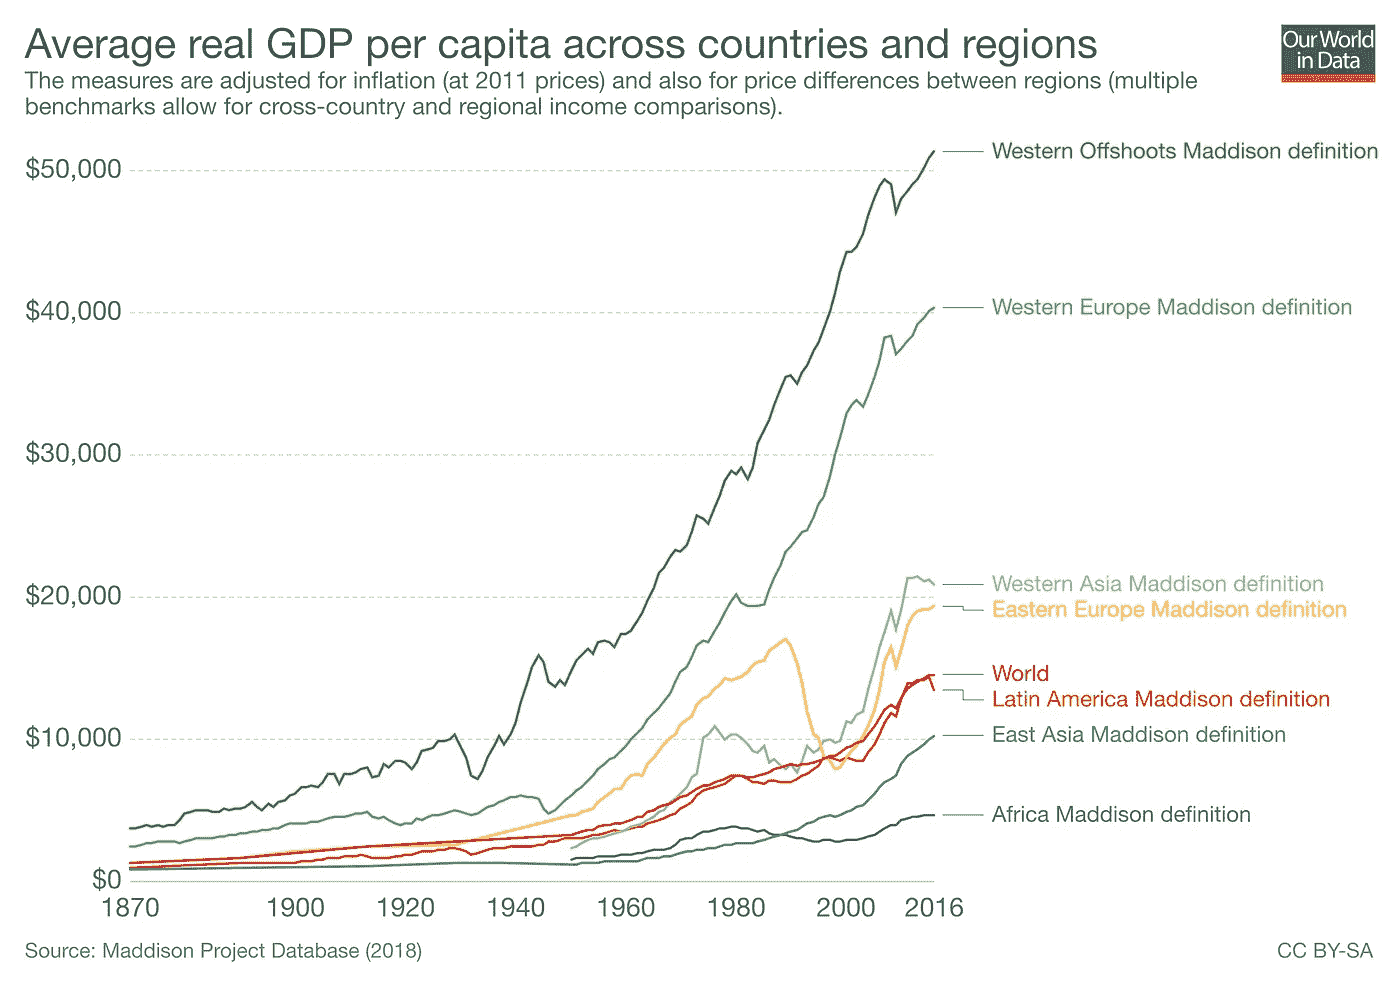 Average real GDP per capita across countries and regions
Our World
in Data
The measures are adjusted for inflation (at 2011 prices) and also for price differences between regions (multiple
benchmarks allow for cross-country and regional income comparisons).
$50,000
Western Offshoots Maddison definition
$40,000
Western Europe Maddison definition
$30,000
$20,000
Western Asia Maddison definition
Eastern Europe Maddison definition
World
Latin America Maddison definition
$10,000
East Asia Maddison definition
Africa Maddison definition
$0
1870 1900 1920 1940 1960 1980 2000 2016
Source: Maddison Project Database (2018)
CC BY-SA